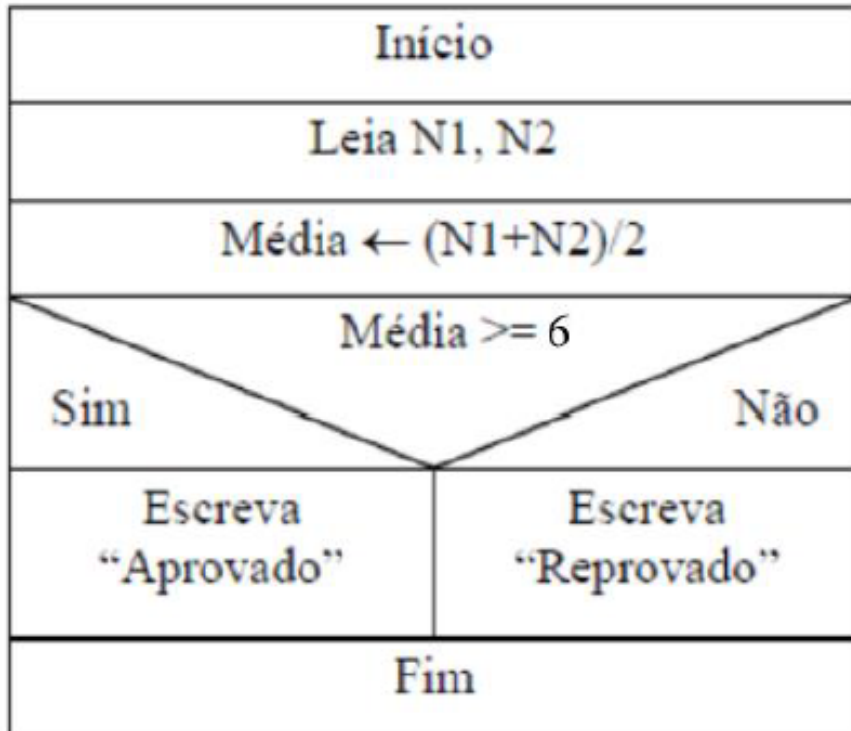 Início
Leia N1, N2
Média ← (N1+N2)/2
Média >= 6
Sim
Não
Escreva
“Aprovado”
Escreva
“Reprovado”
Fim